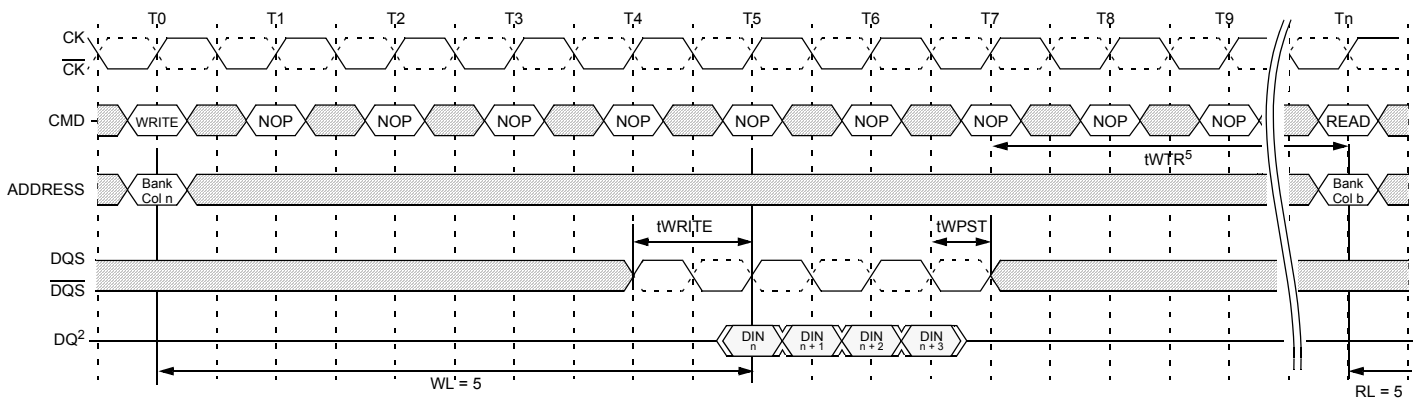 T0 T1 T2 T3 T4 T5 T6 T7 T8 T9 Tn
CK
CK
CMD WRITE NOP NOP NOP NOP NOP NOP NOP NOP NOP READ
tWTR5
ADDRESS Bank Col n Bank Col b
tWRITE tWPST
DQS
DQS
DQ2 DIN n DIN n + 1 DIN n + 2 DIN n + 3
WL = 5
RL = 5